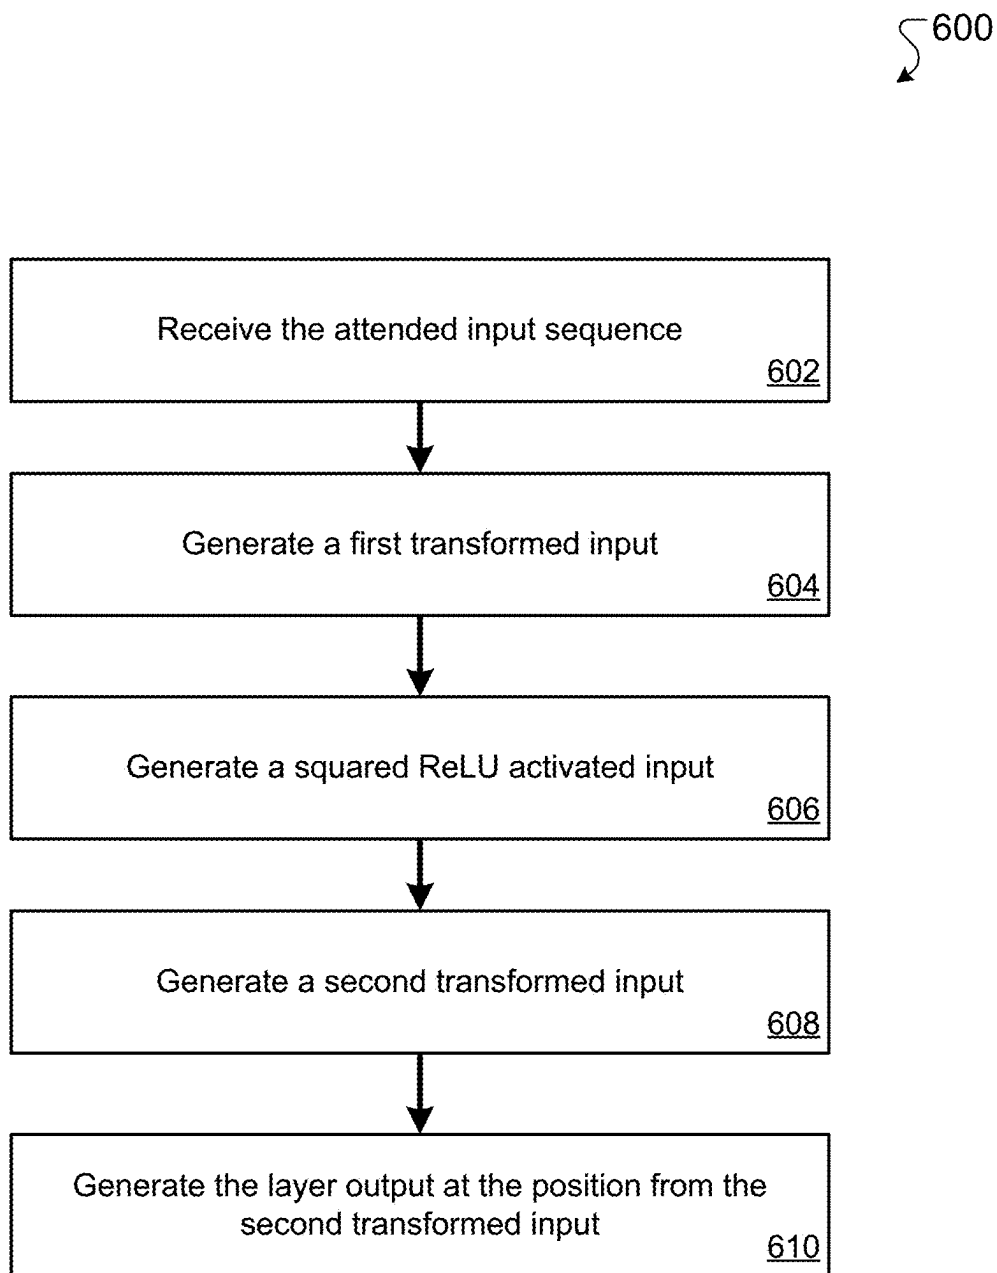 600
Receive the attended input sequence
602
Generate a first transformed input
604
Generate a squared ReLU activated input
606
Generate a second transformed input
608
Generate the layer output at the position from the
second transformed input
610